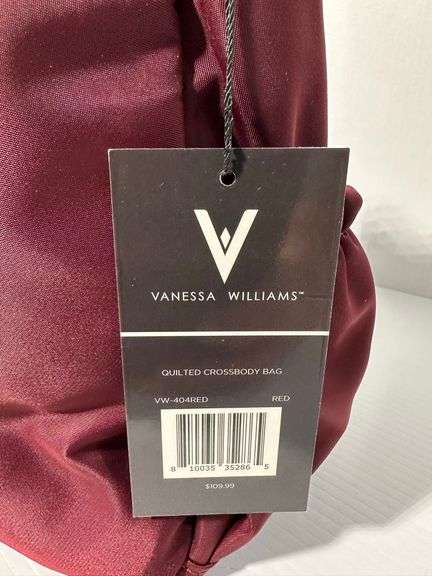 V
VANESSA WILLIAMS™
QUILTED CROSSBODY BAG
VW-404RED RED
8 10035 35286 5
$109.99